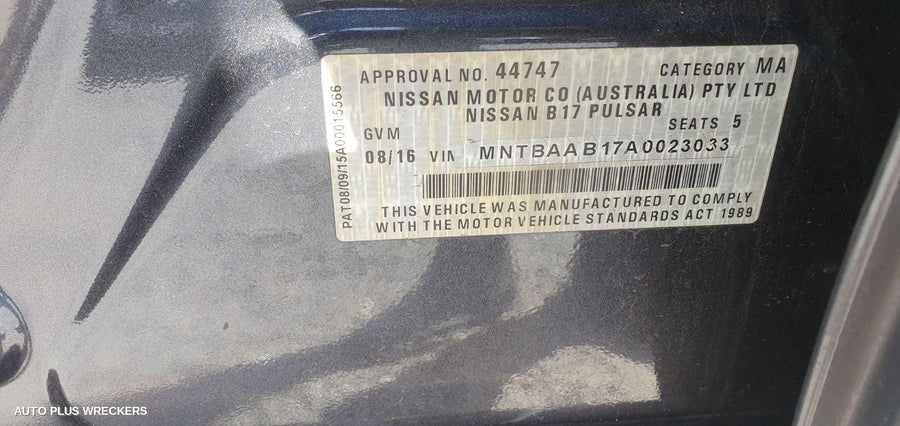 APPROVAL NO. 44747 CATEGORY MA
NISSAN MOTOR CO (AUSTRALIA) PTY LTD
NISSAN B17 PULSAR
GVM SEATS 5
08/16 VIN MNTBAAB17A0023033
THIS VEHICLE WAS MANUFACTURED TO COMPLY
WITH THE MOTOR VEHICLE STANDARDS ACT 1989
PAT08/09/15A00015566
AUTO PLUS WRECKERS